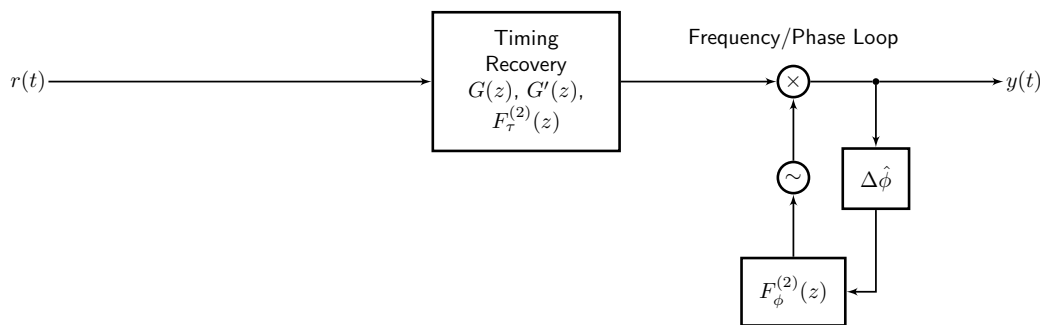 Timing
Recovery
G(z), G′(z),
F_τ^(2)(z)
Frequency/Phase Loop
r(t)
×
y(t)
∼
Δφ̂
F_φ^(2)(z)